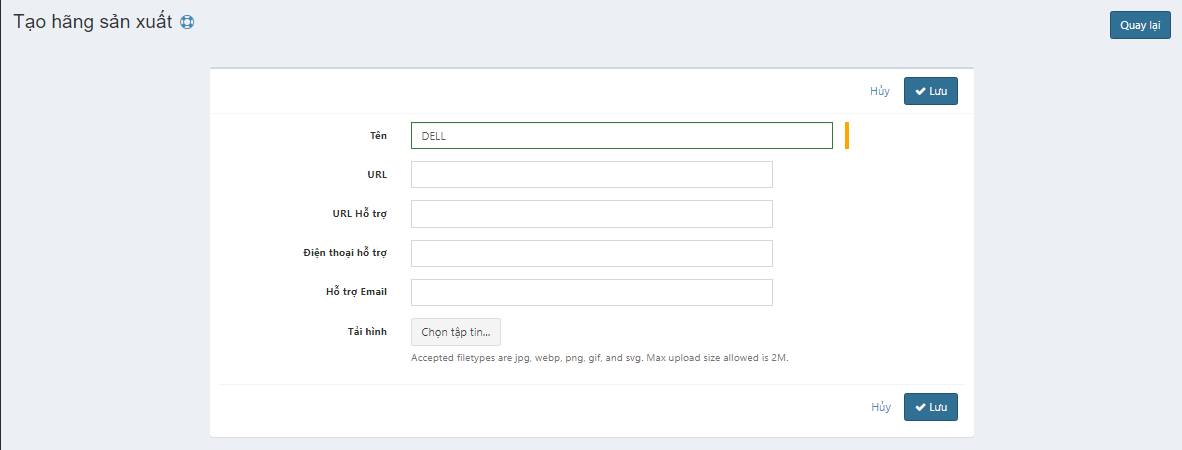 Tạo hãng sản xuất
Quay lại
Hủy
Lưu
Tên
DELL
URL
URL Hỗ trợ
Điện thoại hỗ trợ
Hỗ trợ Email
Tải hình
Chọn tập tin...
Accepted filetypes are jpg, webp, png, gif, and svg. Max upload size allowed is 2M.
Hủy
Lưu